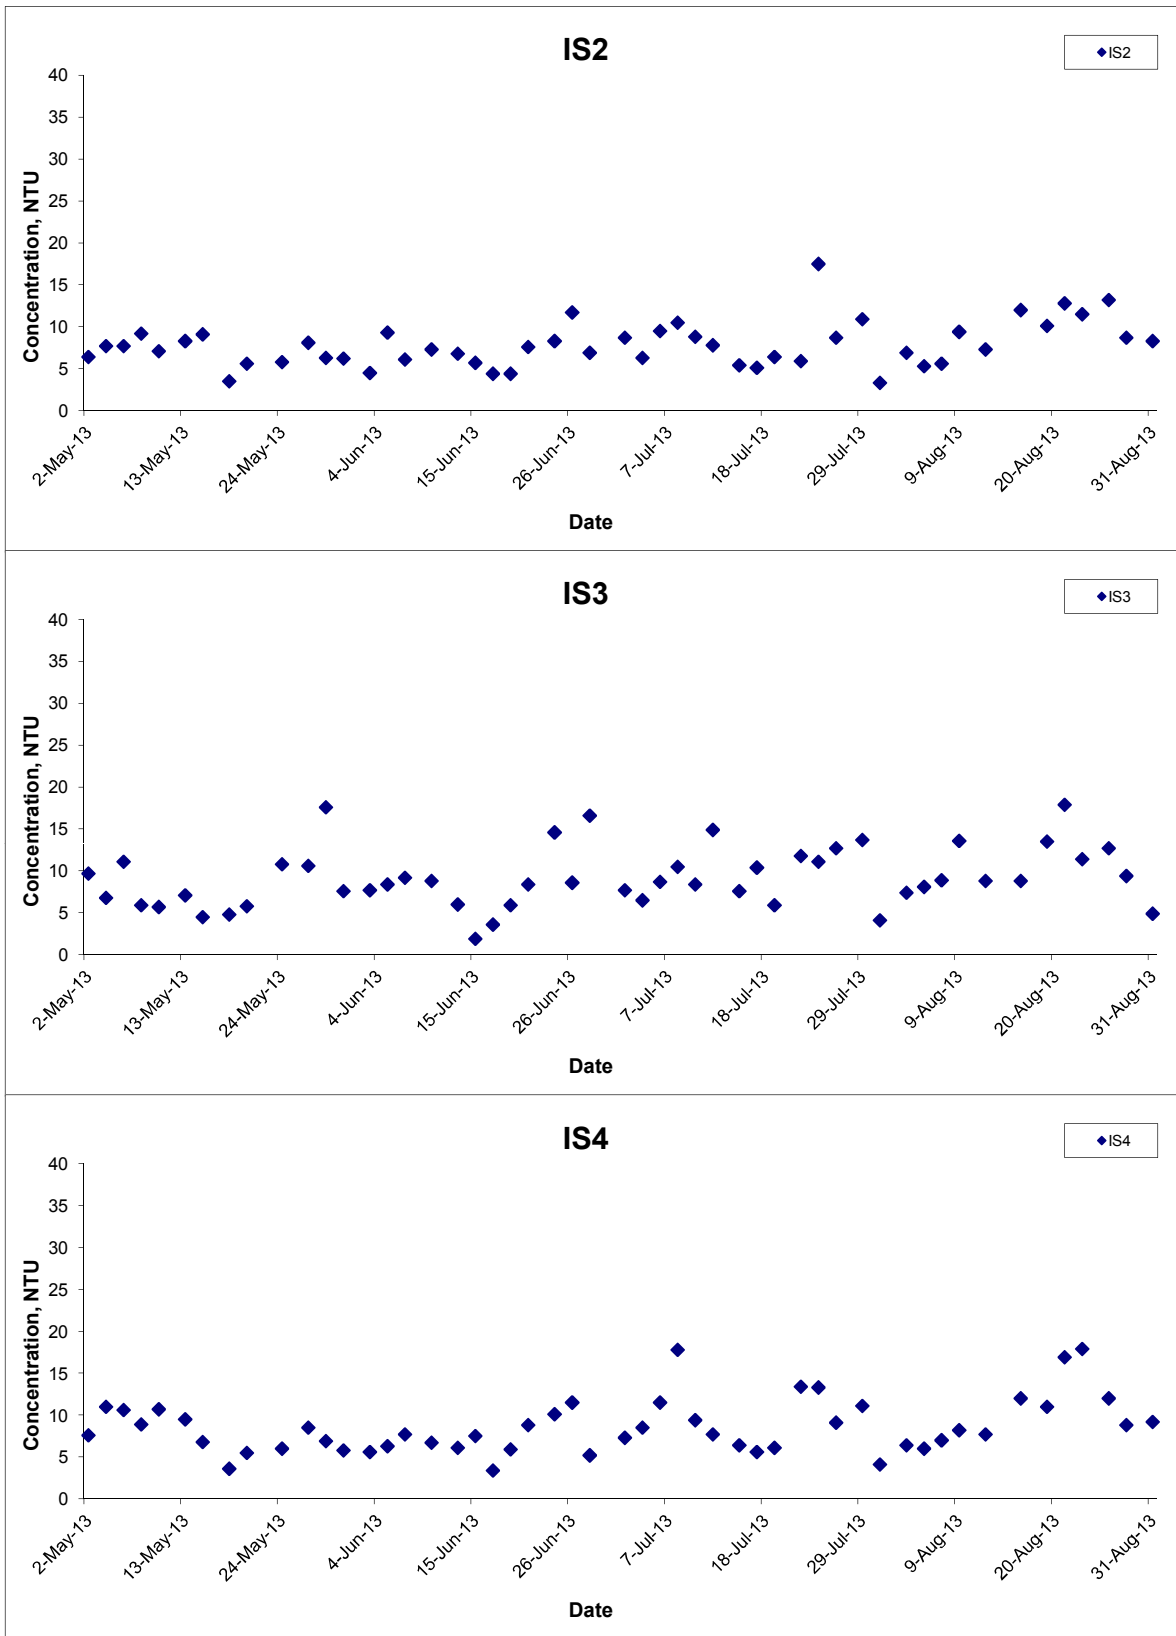 IS2
IS2
Concentration, NTU
40
35
30
25
20
15
10
5
0
2-May-13
13-May-13
24-May-13
4-Jun-13
15-Jun-13
26-Jun-13
7-Jul-13
18-Jul-13
29-Jul-13
9-Aug-13
20-Aug-13
31-Aug-13
Date
IS3
IS3
Concentration, NTU
40
35
30
25
20
15
10
5
0
2-May-13
13-May-13
24-May-13
4-Jun-13
15-Jun-13
26-Jun-13
7-Jul-13
18-Jul-13
29-Jul-13
9-Aug-13
20-Aug-13
31-Aug-13
Date
IS4
IS4
Concentration, NTU
40
35
30
25
20
15
10
5
0
2-May-13
13-May-13
24-May-13
4-Jun-13
15-Jun-13
26-Jun-13
7-Jul-13
18-Jul-13
29-Jul-13
9-Aug-13
20-Aug-13
31-Aug-13
Date